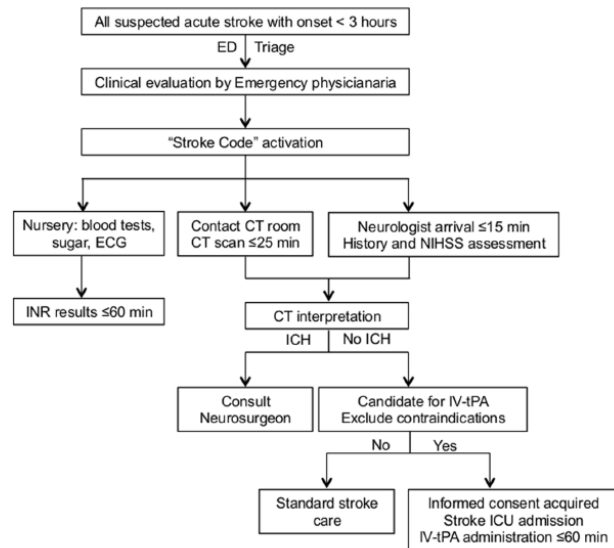 All suspected acute stroke with onset < 3 hours
ED Triage
Clinical evaluation by Emergency physicianaria
"Stroke Code" activation
Nursery: blood tests,
sugar, ECG
Contact CT room
CT scan ≤25 min
Neurologist arrival ≤15 min
History and NIHSS assessment
INR results ≤60 min
CT interpretation
ICH No ICH
Consult
Neurosurgeon
Candidate for IV-tPA
Exclude contraindications
No Yes
Standard stroke
care
Informed consent acquired
Stroke ICU admission
IV-tPA administration ≤60 min